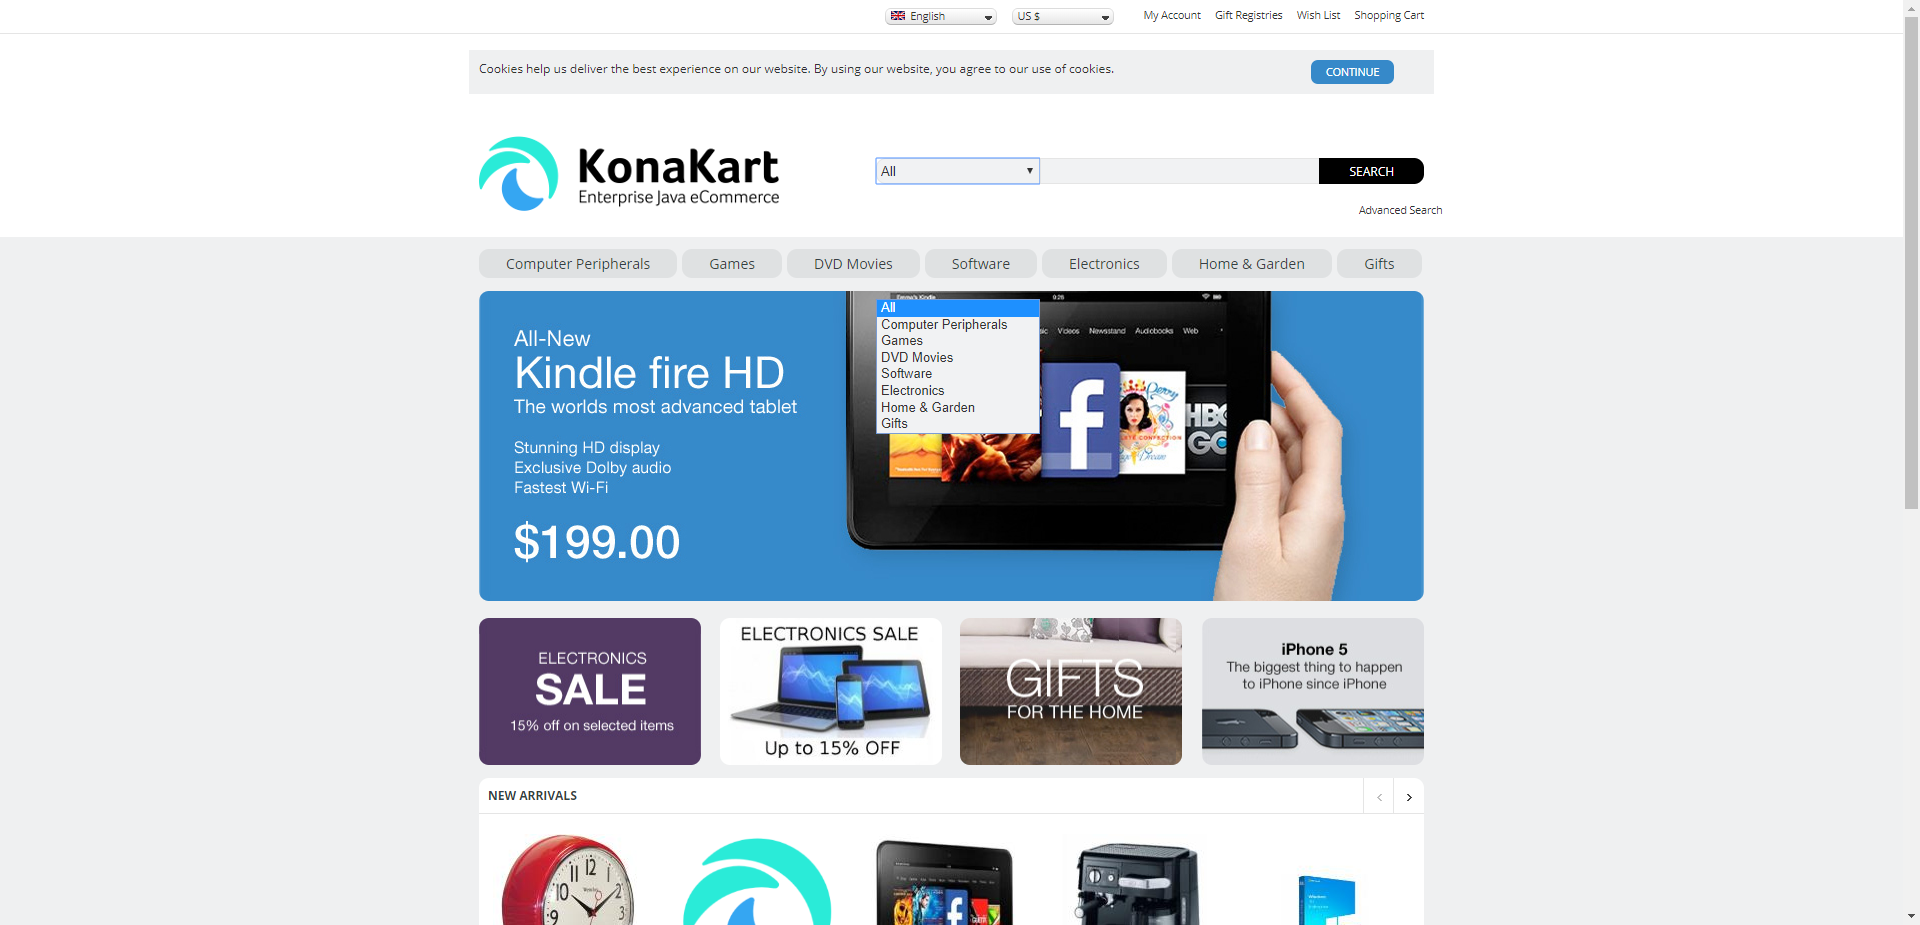 English
US $
My Account
Gift Registries
Wish List
Shopping Cart
Cookies help us deliver the best experience on our website. By using our website, you agree to our use of cookies.
CONTINUE
KonaKart
Enterprise Java eCommerce
All
SEARCH
Advanced Search
Computer Peripherals
Games
DVD Movies
Software
Electronics
Home & Garden
Gifts
All-New
Kindle fire HD
The worlds most advanced tablet
Stunning HD display
Exclusive Dolby audio
Fastest Wi-Fi
$199.00
9:26
Videos
Newsstand
Audiobooks
Web
HBO
GO
All
Computer Peripherals
Games
DVD Movies
Software
Electronics
Home & Garden
Gifts
ELECTRONICS
SALE
15% off on selected items
ELECTRONICS SALE
Up to 15% OFF
GIFTS
FOR THE HOME
iPhone 5
The biggest thing to happen
to iPhone since iPhone
NEW ARRIVALS